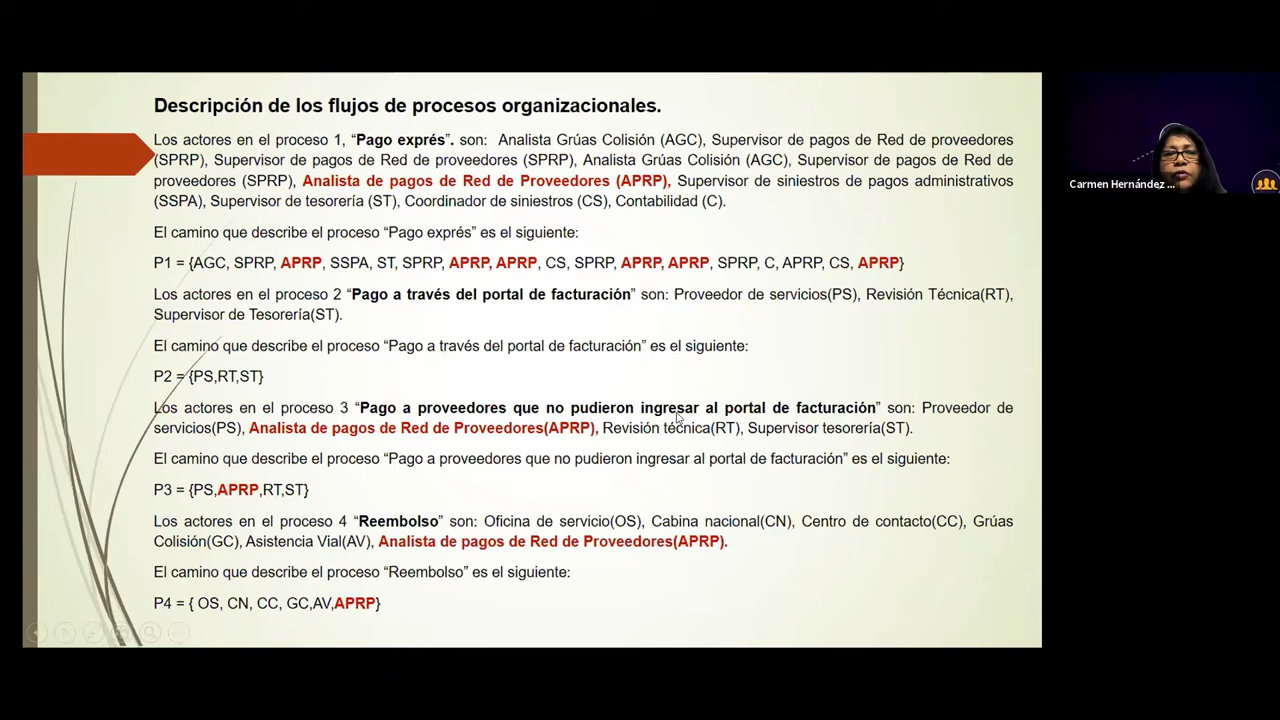 Descripción de los flujos de procesos organizacionales.
Los actores en el proceso 1, “Pago exprés”. son: Analista Grúas Colisión (AGC), Supervisor de pagos de Red de proveedores
(SPRP), Supervisor de pagos de Red de proveedores (SPRP), Analista Grúas Colisión (AGC), Supervisor de pagos de Red de
proveedores (SPRP), Analista de pagos de Red de Proveedores (APRP), Supervisor de siniestros de pagos administrativos
(SSPA), Supervisor de tesorería (ST), Coordinador de siniestros (CS), Contabilidad (C).
El camino que describe el proceso “Pago exprés” es el siguiente:
P1 = {AGC, SPRP, APRP, SSPA, ST, SPRP, APRP, APRP, CS, SPRP, APRP, APRP, SPRP, C, APRP, CS, APRP}
Los actores en el proceso 2 “Pago a través del portal de facturación” son: Proveedor de servicios(PS), Revisión Técnica(RT),
Supervisor de Tesorería(ST).
El camino que describe el proceso “Pago a través del portal de facturación” es el siguiente:
P2 = {PS,RT,ST}
Los actores en el proceso 3 “Pago a proveedores que no pudieron ingresar al portal de facturación” son: Proveedor de
servicios(PS), Analista de pagos de Red de Proveedores(APRP), Revisión técnica(RT), Supervisor tesorería(ST).
El camino que describe el proceso “Pago a proveedores que no pudieron ingresar al portal de facturación” es el siguiente:
P3 = {PS,APRP,RT,ST}
Los actores en el proceso 4 “Reembolso” son: Oficina de servicio(OS), Cabina nacional(CN), Centro de contacto(CC), Grúas
Colisión(GC), Asistencia Vial(AV), Analista de pagos de Red de Proveedores(APRP).
El camino que describe el proceso “Reembolso” es el siguiente:
P4 = { OS, CN, CC, GC,AV,APRP}
Carmen Hernández ...